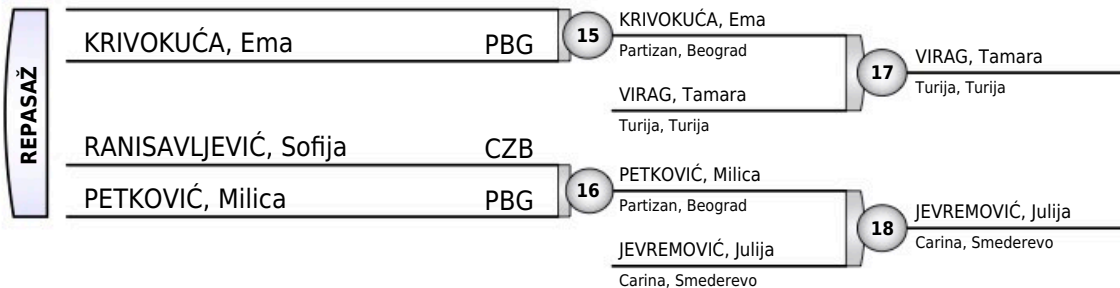 REPASAŽ
KRIVOKUĆA, Ema PBG
15
KRIVOKUĆA, Ema
Partizan, Beograd
VIRAG, Tamara
Turija, Turija
17
VIRAG, Tamara
Turija, Turija
RANISAVLJEVIĆ, Sofija CZB
PETKOVIĆ, Milica PBG
16
PETKOVIĆ, Milica
Partizan, Beograd
JEVREMOVIĆ, Julija
Carina, Smederevo
18
JEVREMOVIĆ, Julija
Carina, Smederevo